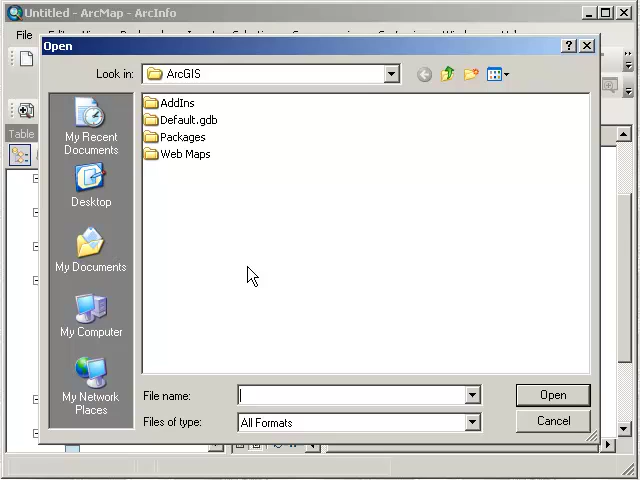 Untitled - ArcMap - ArcInfo
File
Open
Look in: ArcGIS
Table
My Recent
Documents
Desktop
My Documents
My Computer
My Network
Places
AddIns
Default.gdb
Packages
Web Maps
File name:
Open
Files of type: All Formats
Cancel